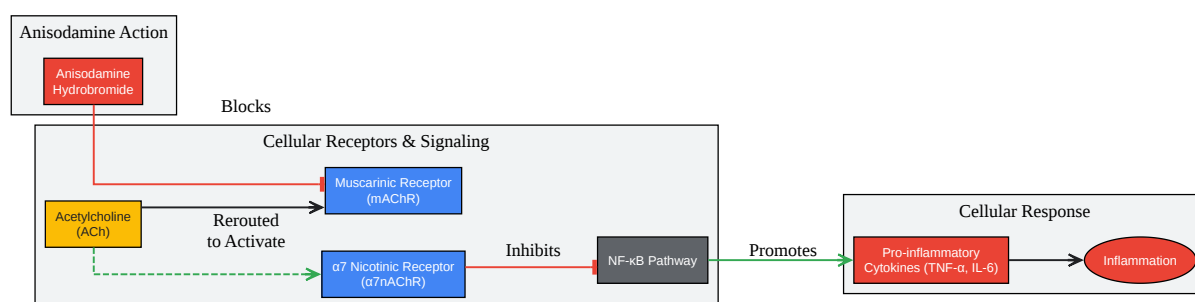 Anisodamine Action
Anisodamine
Hydrobromide
Blocks
Cellular Receptors & Signaling
Muscarinic Receptor
(mAChR)
Acetylcholine
(ACh)
Rerouted
to Activate
α7 Nicotinic Receptor
(α7nAChR)
Inhibits
NF-κB Pathway
Promotes
Cellular Response
Pro-inflammatory
Cytokines (TNF-α, IL-6)
Inflammation